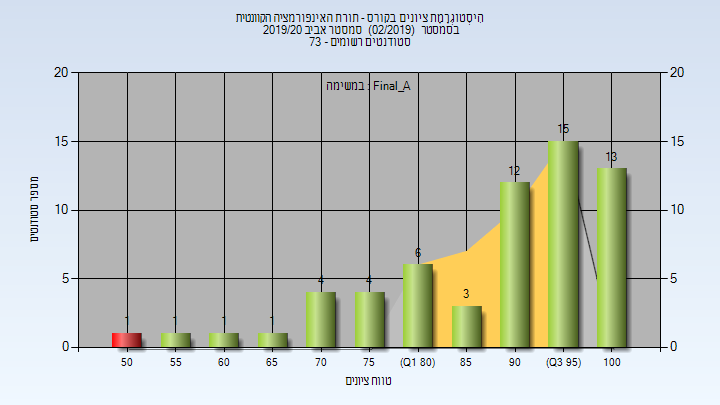 היסטוגרמת ציונים בקורס - תורת האינפורמציה הקוונטית
בסמסטר (02/2019) סמסטר אביב 2019/20
סטודנטים רשומים - 73
במשימה : Final_A
מספר סטודנטים
20 20
15 15
10 10
5 5
0 0
1 1 1 1 4 4 6 3 12 15 13
50 55 60 65 70 75 (Q1 80) 85 90 (Q3 95) 100
טווח ציונים